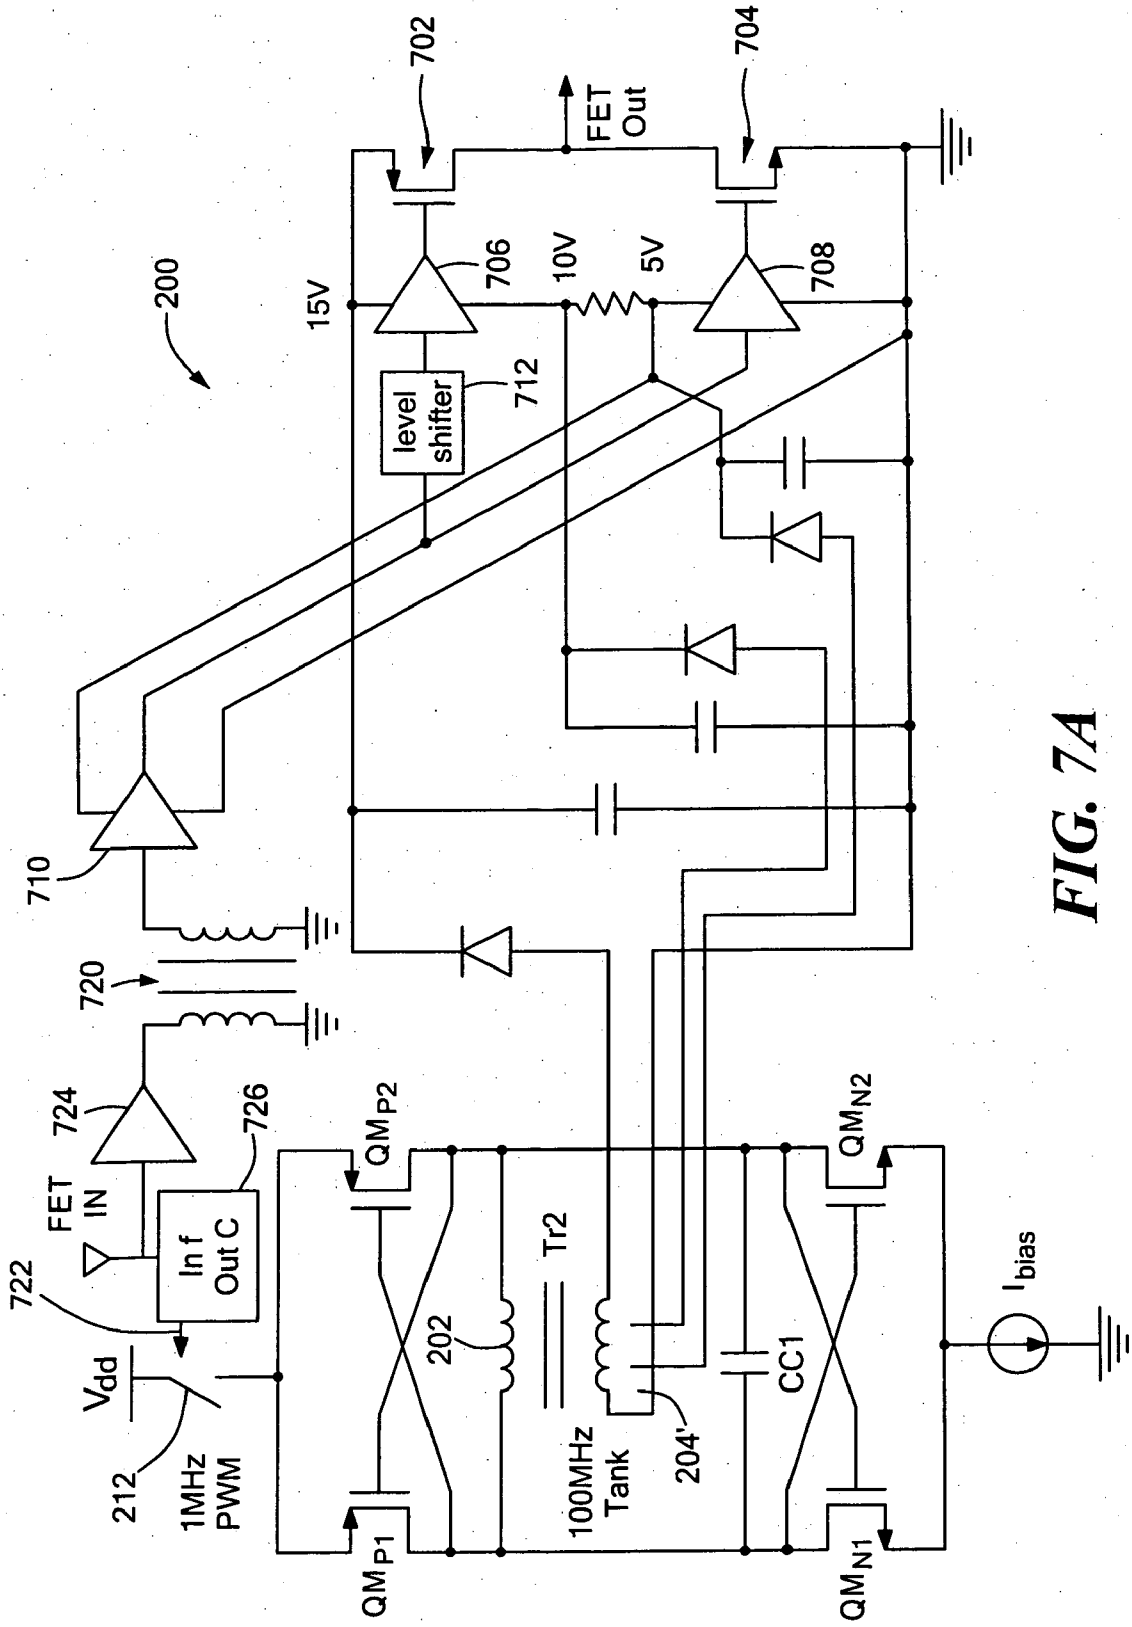 200
702
704
FET
Out
15V
706
10V
5V
708
level
shifter
712
710
720
724
726
FET
IN
In f
Out C
722
Vdd
212
1MHz
PWM
QMP1
QMP2
202
Tr2
100MHz
Tank
204'
CC1
QMN1
QMN2
Ibias
FIG. 7A